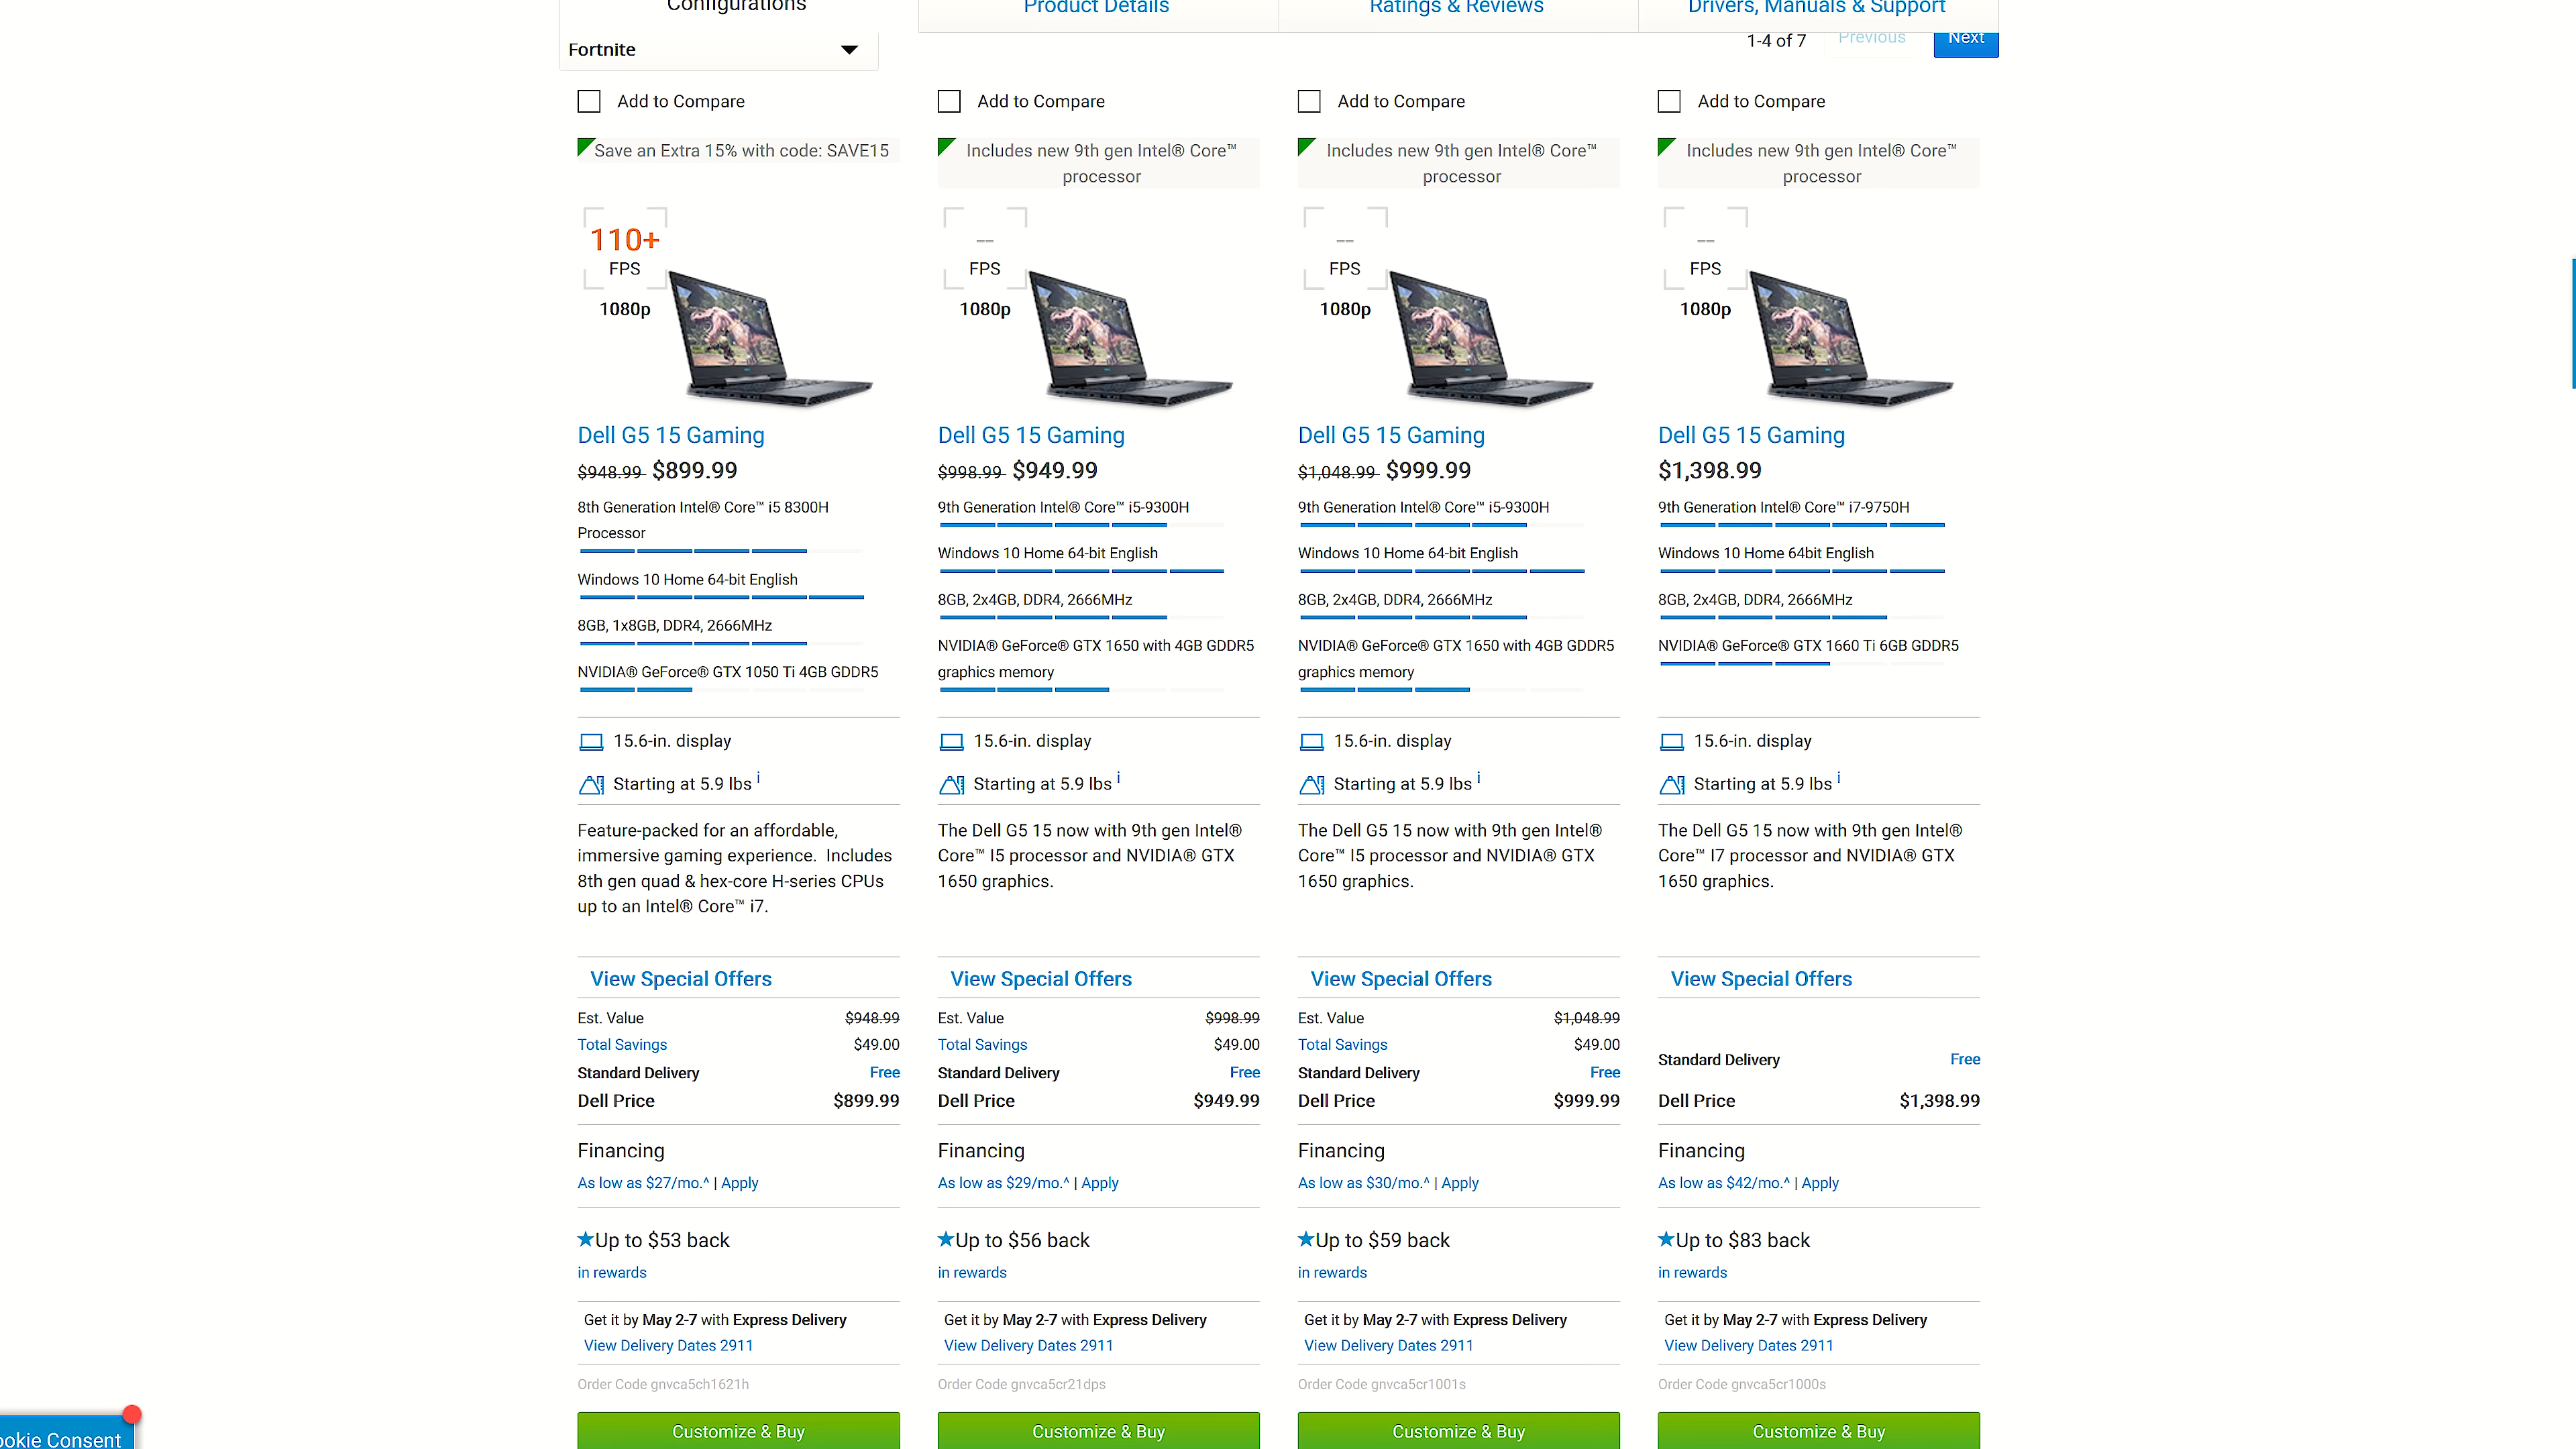 Configurations
Product Details
Ratings & Reviews
Drivers, Manuals & Support
Fortnite
1-4 of 7
Previous
Next
Add to Compare
Save an Extra 15% with code: SAVE15
110+
FPS
1080p
Dell G5 15 Gaming
$948.99 $899.99
8th Generation Intel® Core™ i5 8300H
Processor
Windows 10 Home 64-bit English
8GB, 1x8GB, DDR4, 2666MHz
NVIDIA® GeForce® GTX 1050 Ti 4GB GDDR5
15.6-in. display
Starting at 5.9 lbs i
Feature-packed for an affordable,
immersive gaming experience.  Includes
8th gen quad & hex-core H-series CPUs
up to an Intel® Core™ i7.
View Special Offers
Est. Value $948.99
Total Savings $49.00
Standard Delivery Free
Dell Price $899.99
Financing
As low as $27/mo.^ | Apply
★Up to $53 back
in rewards
Get it by May 2-7 with Express Delivery
View Delivery Dates 2911
Order Code gnvca5ch1621h
Customize & Buy
Add to Compare
Includes new 9th gen Intel® Core™
processor
--
FPS
1080p
Dell G5 15 Gaming
$998.99 $949.99
9th Generation Intel® Core™ i5-9300H
Windows 10 Home 64-bit English
8GB, 2x4GB, DDR4, 2666MHz
NVIDIA® GeForce® GTX 1650 with 4GB GDDR5
graphics memory
15.6-in. display
Starting at 5.9 lbs i
The Dell G5 15 now with 9th gen Intel®
Core™ I5 processor and NVIDIA® GTX
1650 graphics.
View Special Offers
Est. Value $998.99
Total Savings $49.00
Standard Delivery Free
Dell Price $949.99
Financing
As low as $29/mo.^ | Apply
★Up to $56 back
in rewards
Get it by May 2-7 with Express Delivery
View Delivery Dates 2911
Order Code gnvca5cr21dps
Customize & Buy
Add to Compare
Includes new 9th gen Intel® Core™
processor
--
FPS
1080p
Dell G5 15 Gaming
$1,048.99 $999.99
9th Generation Intel® Core™ i5-9300H
Windows 10 Home 64-bit English
8GB, 2x4GB, DDR4, 2666MHz
NVIDIA® GeForce® GTX 1650 with 4GB GDDR5
graphics memory
15.6-in. display
Starting at 5.9 lbs i
The Dell G5 15 now with 9th gen Intel®
Core™ I5 processor and NVIDIA® GTX
1650 graphics.
View Special Offers
Est. Value $1,048.99
Total Savings $49.00
Standard Delivery Free
Dell Price $999.99
Financing
As low as $30/mo.^ | Apply
★Up to $59 back
in rewards
Get it by May 2-7 with Express Delivery
View Delivery Dates 2911
Order Code gnvca5cr1001s
Customize & Buy
Add to Compare
Includes new 9th gen Intel® Core™
processor
--
FPS
1080p
Dell G5 15 Gaming
$1,398.99
9th Generation Intel® Core™ i7-9750H
Windows 10 Home 64bit English
8GB, 2x4GB, DDR4, 2666MHz
NVIDIA® GeForce® GTX 1660 Ti 6GB GDDR5
15.6-in. display
Starting at 5.9 lbs i
The Dell G5 15 now with 9th gen Intel®
Core™ I7 processor and NVIDIA® GTX
1650 graphics.
View Special Offers
Standard Delivery Free
Dell Price $1,398.99
Financing
As low as $42/mo.^ | Apply
★Up to $83 back
in rewards
Get it by May 2-7 with Express Delivery
View Delivery Dates 2911
Order Code gnvca5cr1000s
Customize & Buy
ookie Consent